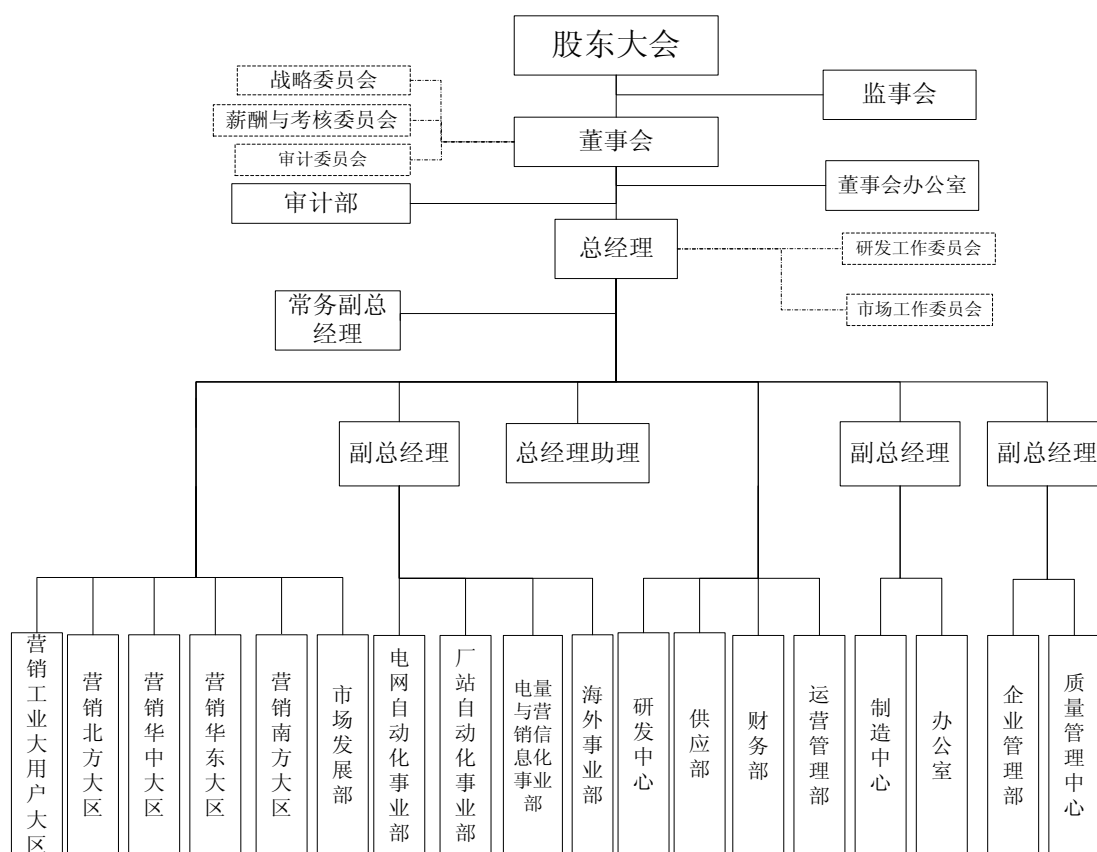 股东大会
战略委员会
监事会
薪酬与考核委员会
董事会
审计委员会
审计部
董事会办公室
总经理
研发工作委员会
常务副总
经理
市场工作委员会
副总经理
总经理助理
副总经理
副总经理
营销工业大用户大区
营销北方大区
营销华中大区
营销华东大区
营销南方大区
市场发展部
电网自动化事业部
厂站自动化事业部
电量
与营
销信
息化
事业
部
海外事业部
研发中心
供应部
财务部
运营管理部
制造中心
办公室
企业管理部
质量管理中心